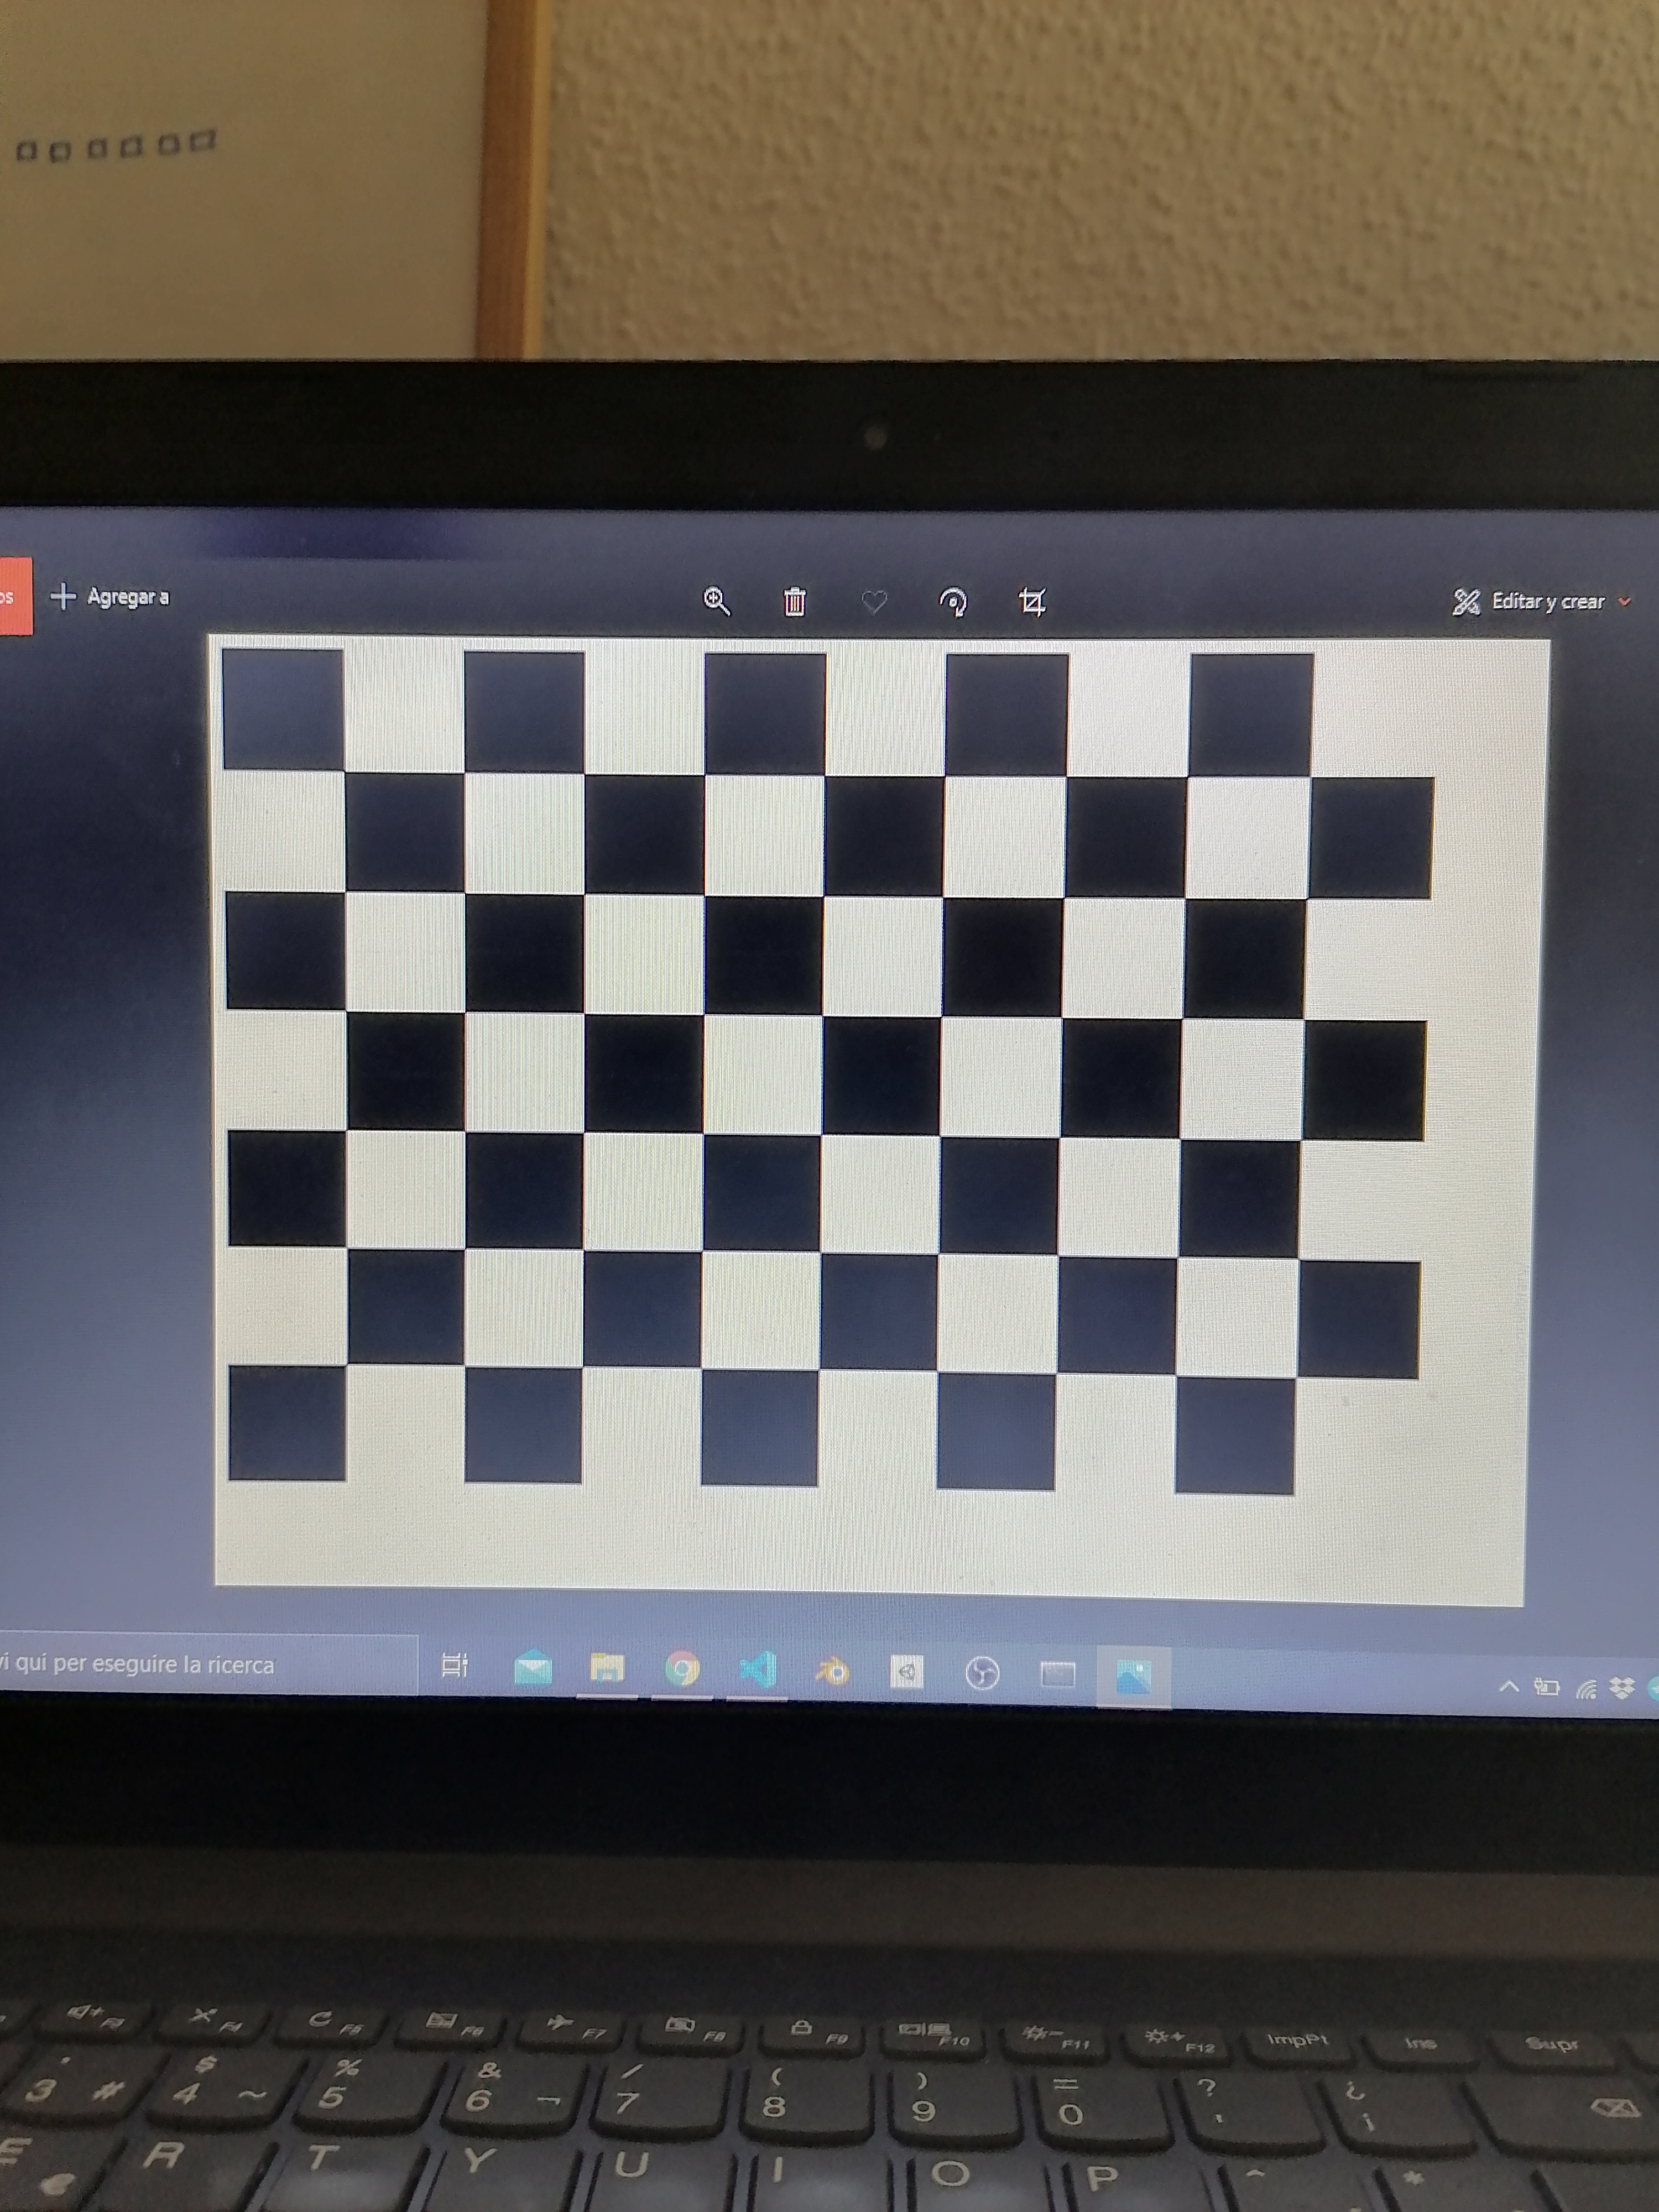 os + Agregar a
Editar y crear
vi qui per eseguire la ricerca
F3 F4 F5 F6 F7 F8 F9 F10 F11 F12 ImpPt Ins Supr
· $ % & / ( ) = ? ¿
3 # 4 ~ 5 6 ¬ 7 8 9 0 ' ¡
E € R T Y U I O P ^ *